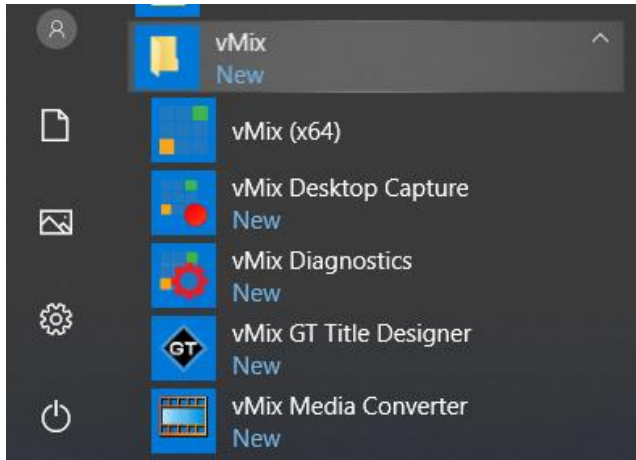 vMix
New
vMix (x64)
vMix Desktop Capture
New
vMix Diagnostics
New
GT
vMix GT Title Designer
New
vMix Media Converter
New